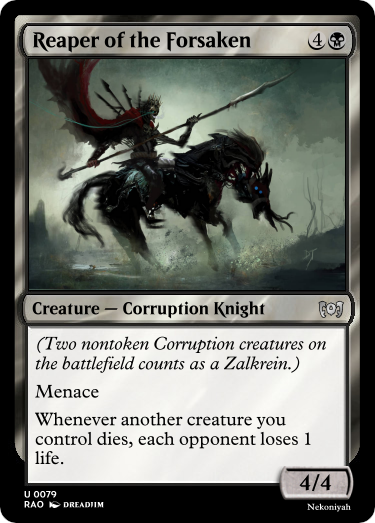 Reaper of the Forsaken 4
Creature — Corruption Knight
(Two nontoken Corruption creatures on
the battlefield counts as a Zalkrein.)
Menace
Whenever another creature you
control dies, each opponent loses 1
life.
4/4
U 0079
RAO DREADJIM
Nekoniyah